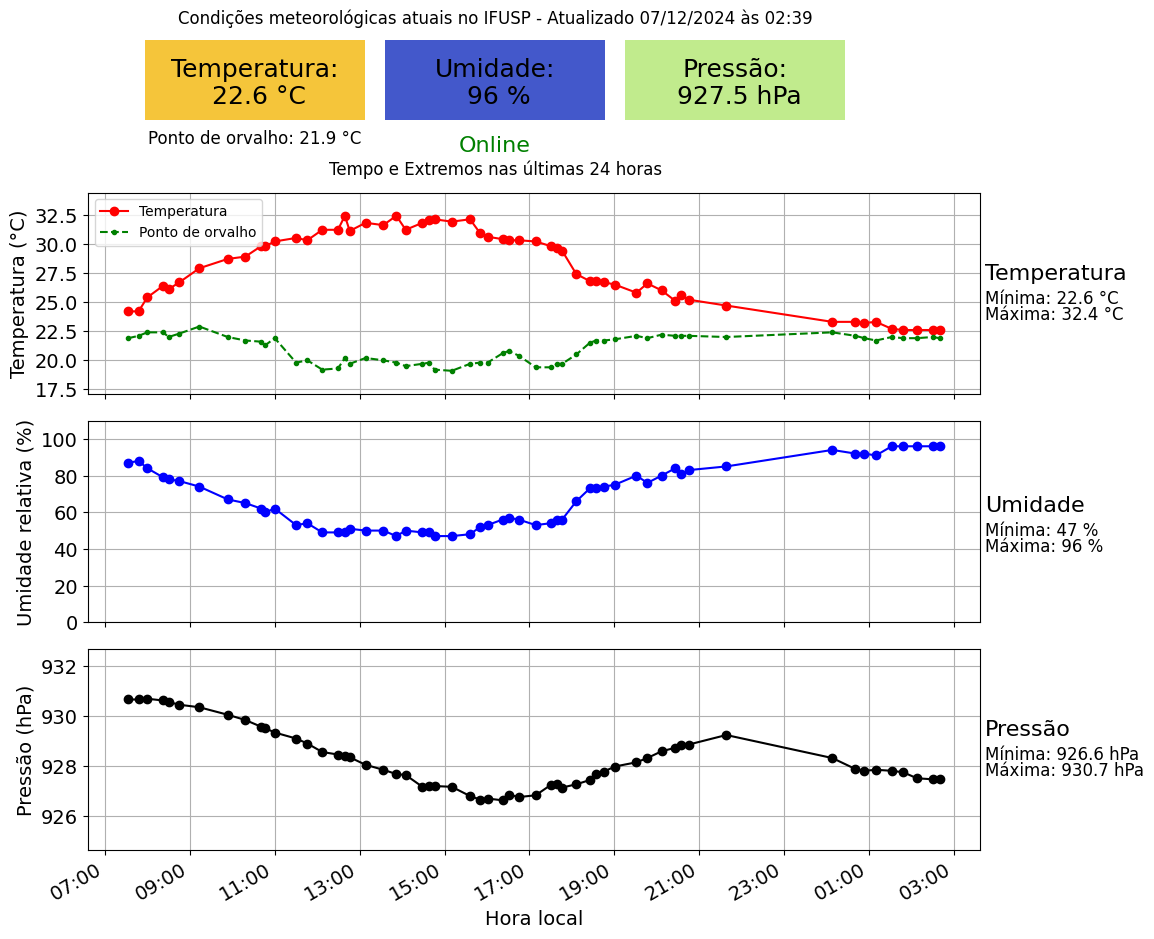 Condições meteorológicas atuais no IFUSP - Atualizado 07/12/2024 às 02:39
Temperatura:
22.6 °C
Umidade:
96 %
Pressão:
927.5 hPa
Ponto de orvalho: 21.9 °C
Online
Tempo e Extremos nas últimas 24 horas
Temperatura (°C)
32.5
30.0
27.5
25.0
22.5
20.0
17.5
Temperatura
Ponto de orvalho
Temperatura
Mínima: 22.6 °C
Máxima: 32.4 °C
Umidade relativa (%)
100
80
60
40
20
0
Umidade
Mínima: 47 %
Máxima: 96 %
Pressão (hPa)
932
930
928
926
Pressão
Mínima: 926.6 hPa
Máxima: 930.7 hPa
07:00 09:00 11:00 13:00 15:00 17:00 19:00 21:00 23:00 01:00 03:00
Hora local